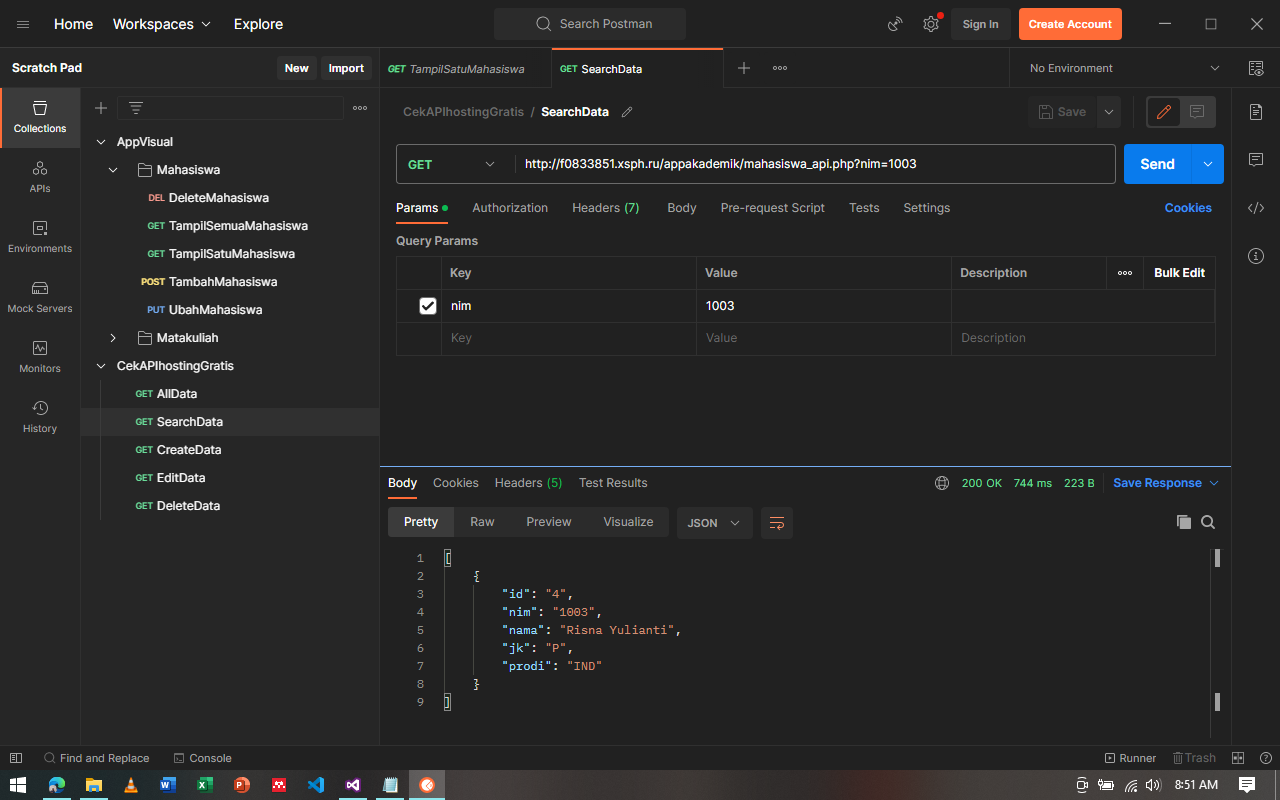 Home Workspaces Explore Search Postman Sign In Create Account
Scratch Pad New Import GET TampilSatuMahasiswa GET SearchData No Environment
Collections
APIs
Environments
Mock Servers
Monitors
History
AppVisual
Mahasiswa
DEL DeleteMahasiswa
GET TampilSemuaMahasiswa
GET TampilSatuMahasiswa
POST TambahMahasiswa
PUT UbahMahasiswa
Matakuliah
CekAPIhostingGratis
GET AllData
GET SearchData
GET CreateData
GET EditData
GET DeleteData
CekAPIhostingGratis / SearchData Save
GET http://f0833851.xsph.ru/appakademik/mahasiswa_api.php?nim=1003 Send
Params Authorization Headers (7) Body Pre-request Script Tests Settings Cookies
Query Params
Key Value Description Bulk Edit
nim 1003
Key Value Description
Body Cookies Headers (5) Test Results 200 OK 744 ms 223 B Save Response
Pretty Raw Preview Visualize JSON
1 [
2 {
3 "id": "4",
4 "nim": "1003",
5 "nama": "Risna Yulianti",
6 "jk": "P",
7 "prodi": "IND"
8 }
9 ]
Find and Replace Console Runner Trash
8:51 AM